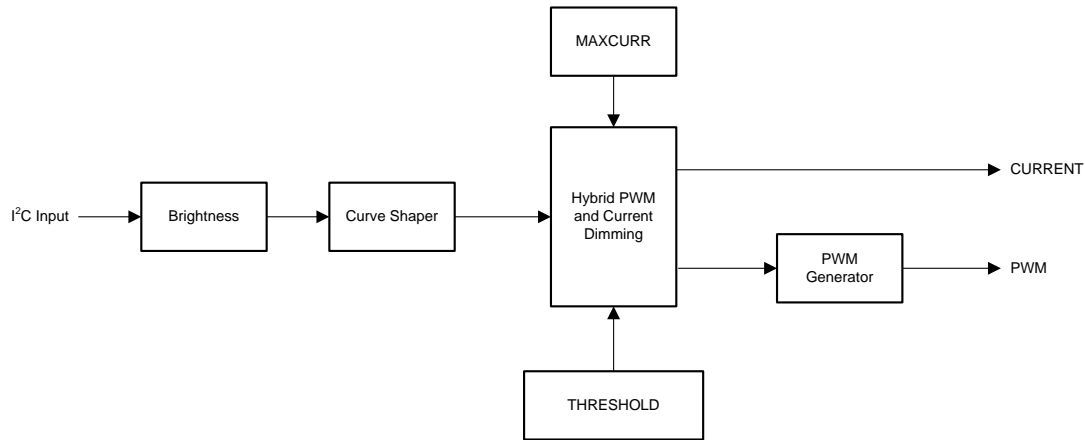 MAXCURR
I²C Input
Brightness
Curve Shaper
Hybrid PWM
and Current
Dimming
CURRENT
PWM
Generator
PWM
THRESHOLD